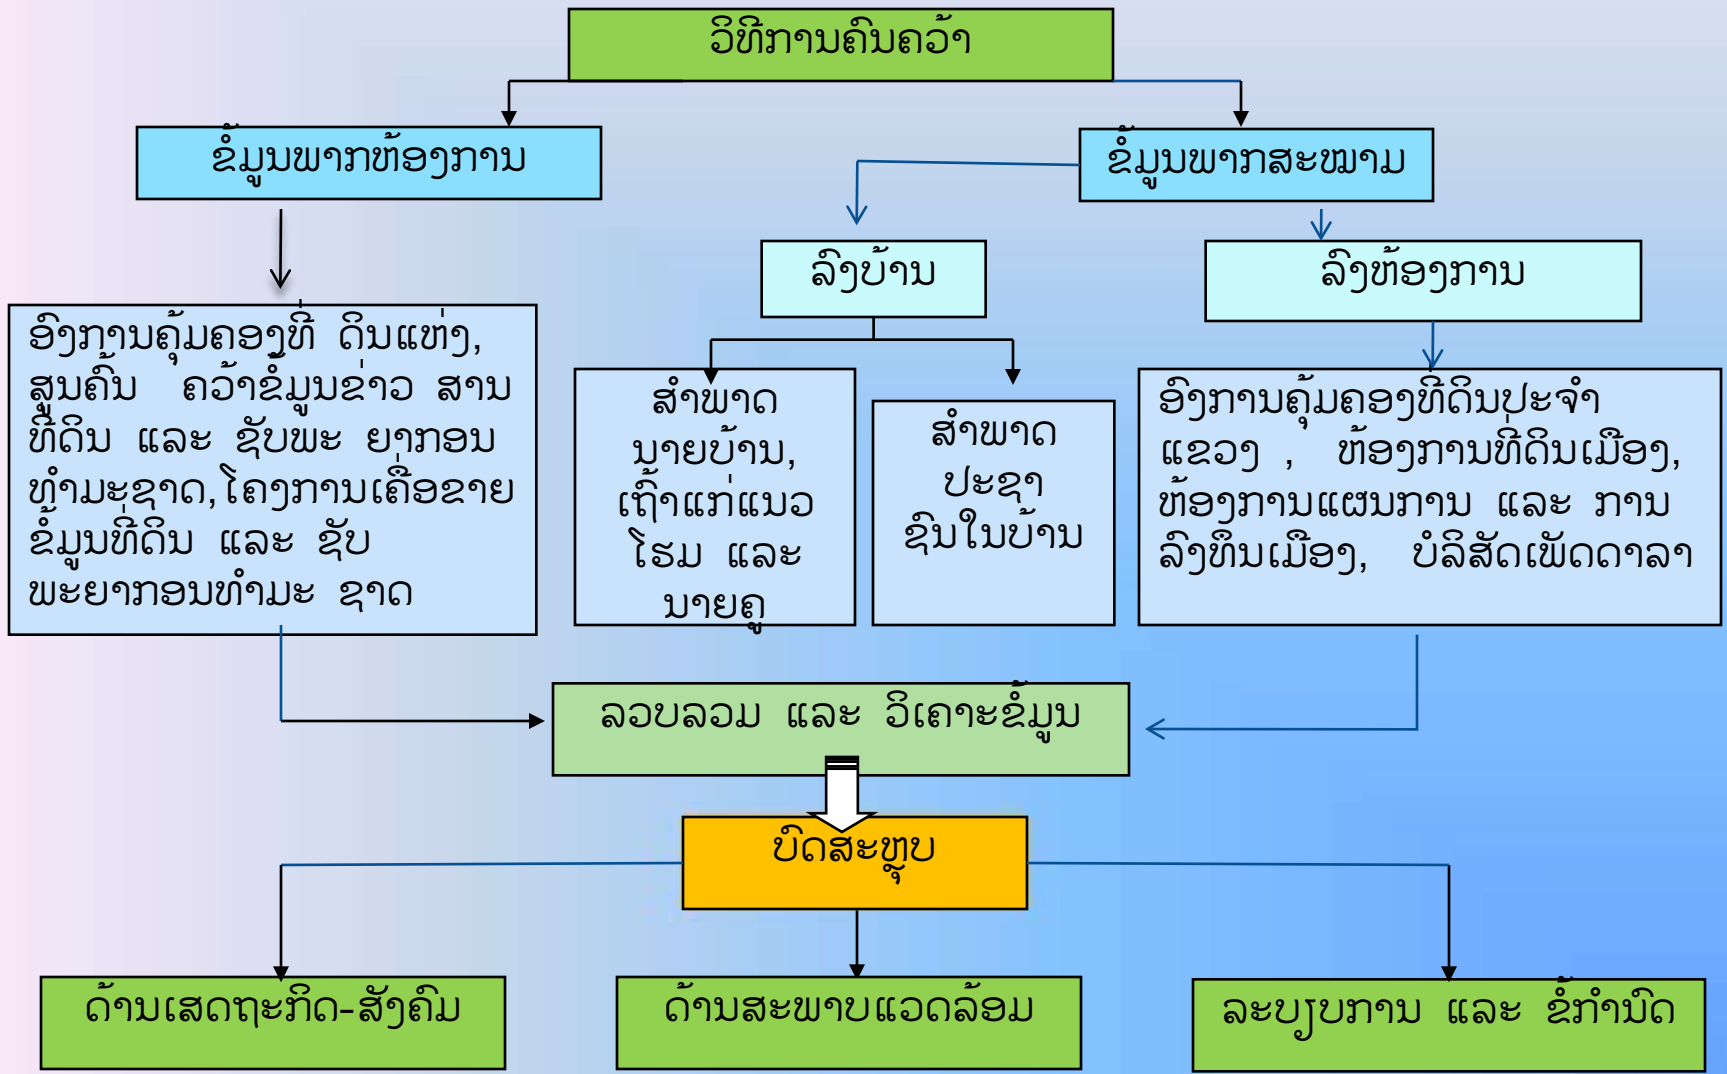 ວິທີການຄົນຄວ້າ
ຂໍ້ມູນພາກຫ້ອງການ
ຂໍ້ມູນພາກສະໝາມ
ລົງບ້ານ
ລົງຫ້ອງການ
ອົງການຄຸ້ມຄອງທີ່ ດິນແຫ່ງ,
ສູນຄົ້ນ ຄວ້າຂໍ້ມູນຂ່າວ ສານ
ທີ່ດິນ ແລະ ຊັບພະ ຍາກອນ
ທຳມະຊາດ,ໂຄງການເຄືອຂາຍ
ຂໍ້ມູນທີ່ດິນ ແລະ ຊັບ
ພະຍາກອນທຳມະ ຊາດ
ສຳພາດ
ນາຍບ້ານ,
ເຖົ້າແກ່ແນວ
ໂຮມ ແລະ
ນາຍຄູ
ສຳພາດ
ປະຊາ
ຊົນໃນບ້ານ
ອົງການຄຸ້ມຄອງທີ່ດິນປະຈຳ
ແຂວງ , ຫ້ອງການທີ່ດິນເມືອງ,
ຫ້ອງການແຜນການ ແລະ ການ
ລົງທຶນເມືອງ, ບໍລິສັດເພັດດາລາ
ລວບລວມ ແລະ ວິເຄາະຂໍ້ມູນ
ບົດສະຫຼຸບ
ດ້ານເສດຖະກິດ-ສັງຄົມ
ດ້ານສະພາບແວດລ້ອມ
ລະບຽບການ ແລະ ຂໍ້ກຳນົດ